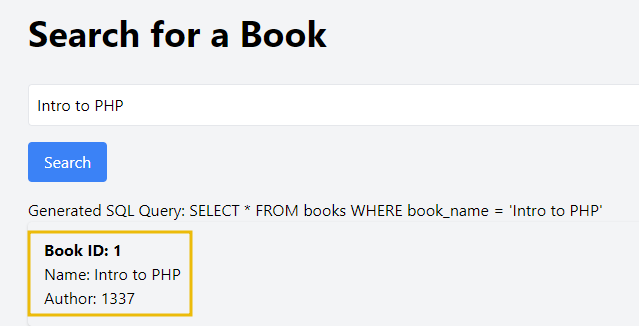 Search for a Book
Intro to PHP
Search
Generated SQL Query: SELECT * FROM books WHERE book_name = 'Intro to PHP'
Book ID: 1
Name: Intro to PHP
Author: 1337